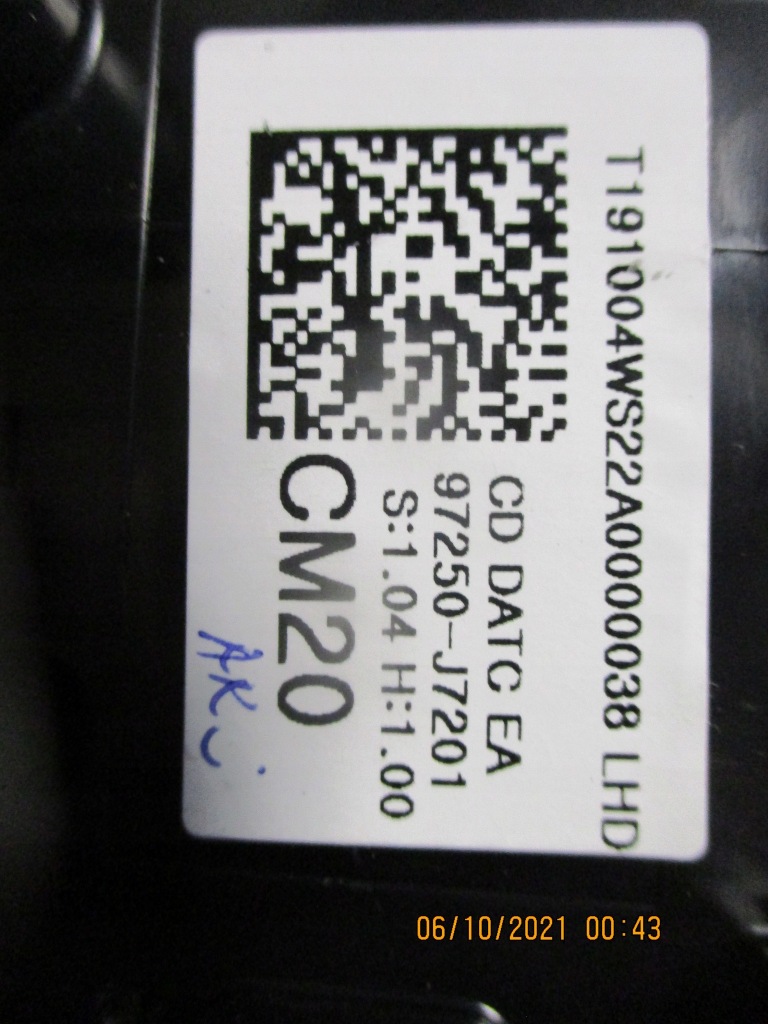 T191004WS22A0000038 LHD
CD DATC EA
97250-J7201
S:1.04 H:1.00
CM20
06/10/2021 00:43